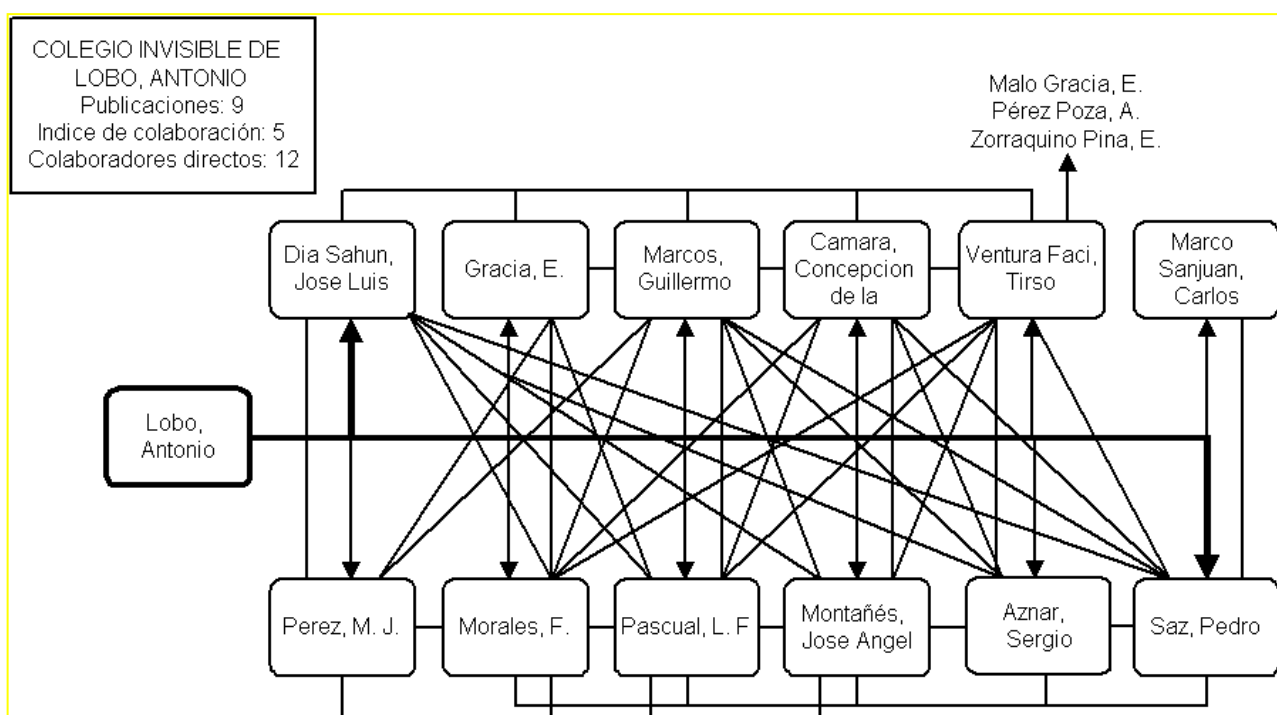 COLEGIO INVISIBLE DE
LOBO, ANTONIO
Publicaciones: 9
Indice de colaboración: 5
Colaboradores directos: 12
Malo Gracia, E.
Pérez Poza, A.
Zorraquino Pina, E.
Dia Sahun,
Jose Luis
Gracia, E.
Marcos,
Guillermo
Camara,
Concepcion
de la
Ventura Faci,
Tirso
Marco
Sanjuan,
Carlos
Lobo,
Antonio
Perez, M. J.
Morales, F.
Pascual, L. F
Montañés,
Jose Angel
Aznar,
Sergio
Saz, Pedro